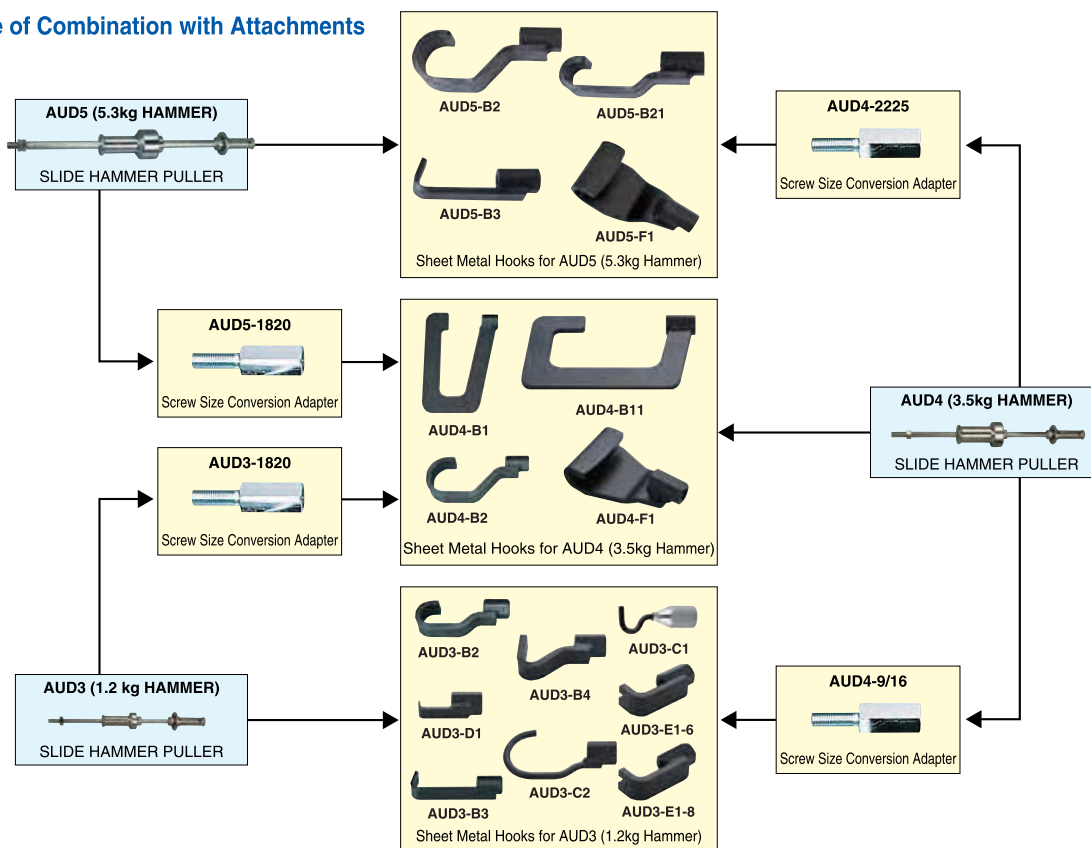 of Combination with Attachments
AUD5 (5.3kg HAMMER)
SLIDE HAMMER PULLER
AUD5-B2
AUD5-B21
AUD5-B3
AUD5-F1
Sheet Metal Hooks for AUD5 (5.3kg Hammer)
AUD4-2225
Screw Size Conversion Adapter
AUD5-1820
Screw Size Conversion Adapter
AUD3-1820
Screw Size Conversion Adapter
AUD4-B1
AUD4-B11
AUD4-B2
AUD4-F1
Sheet Metal Hooks for AUD4 (3.5kg Hammer)
AUD4 (3.5kg HAMMER)
SLIDE HAMMER PULLER
AUD3 (1.2 kg HAMMER)
SLIDE HAMMER PULLER
AUD3-B2
AUD3-C1
AUD3-B4
AUD3-D1
AUD3-E1-6
AUD3-C2
AUD3-B3
AUD3-E1-8
Sheet Metal Hooks for AUD3 (1.2kg Hammer)
AUD4-9/16
Screw Size Conversion Adapter